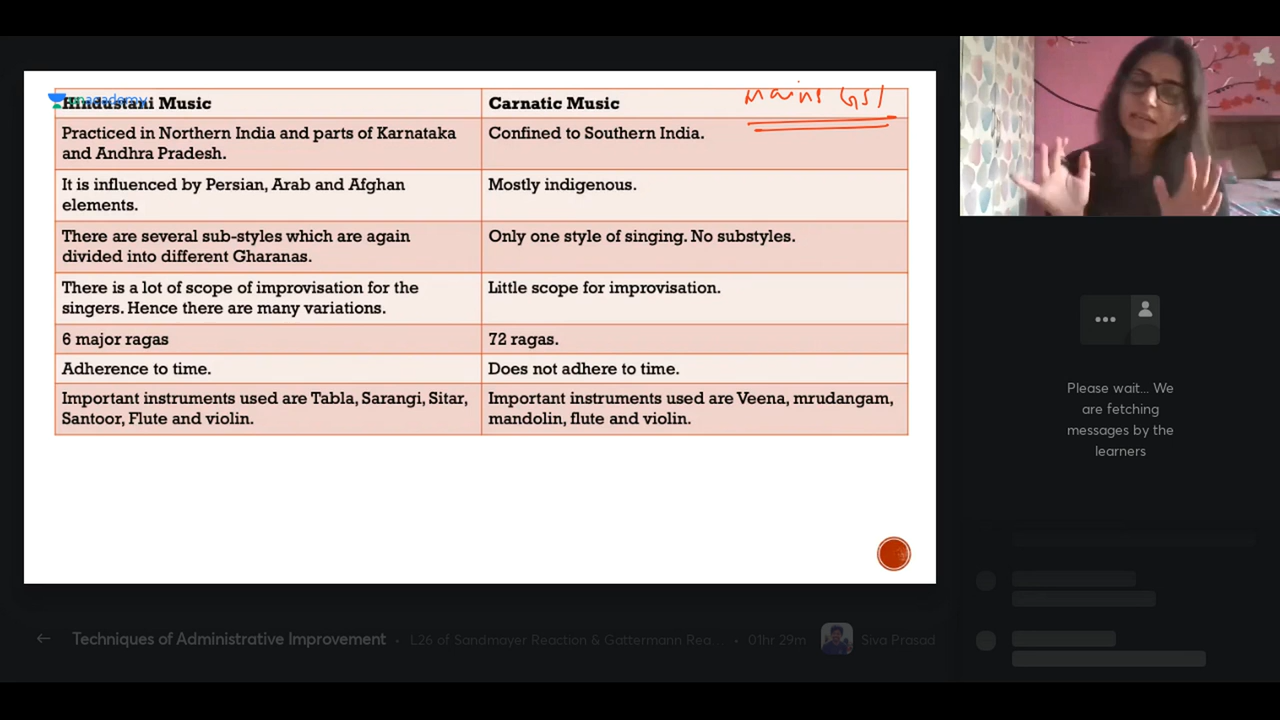 unacademy
Hindustani Music
Carnatic Music
Mains GS1
Practiced in Northern India and parts of Karnataka
and Andhra Pradesh.
Confined to Southern India.
It is influenced by Persian, Arab and Afghan
elements.
Mostly indigenous.
There are several sub-styles which are again
divided into different Gharanas.
Only one style of singing. No substyles.
There is a lot of scope of improvisation for the
singers. Hence there are many variations.
Little scope for improvisation.
6 major ragas
72 ragas.
Adherence to time.
Does not adhere to time.
Important instruments used are Tabla, Sarangi, Sitar,
Santoor, Flute and violin.
Important instruments used are Veena, mrudangam,
mandolin, flute and violin.
Please wait... We
are fetching
messages by the
learners
Techniques of Administrative Improvement • L26 of Sandmayer Reaction & Gattermann Rea... • 01hr 29m Siva Prasad